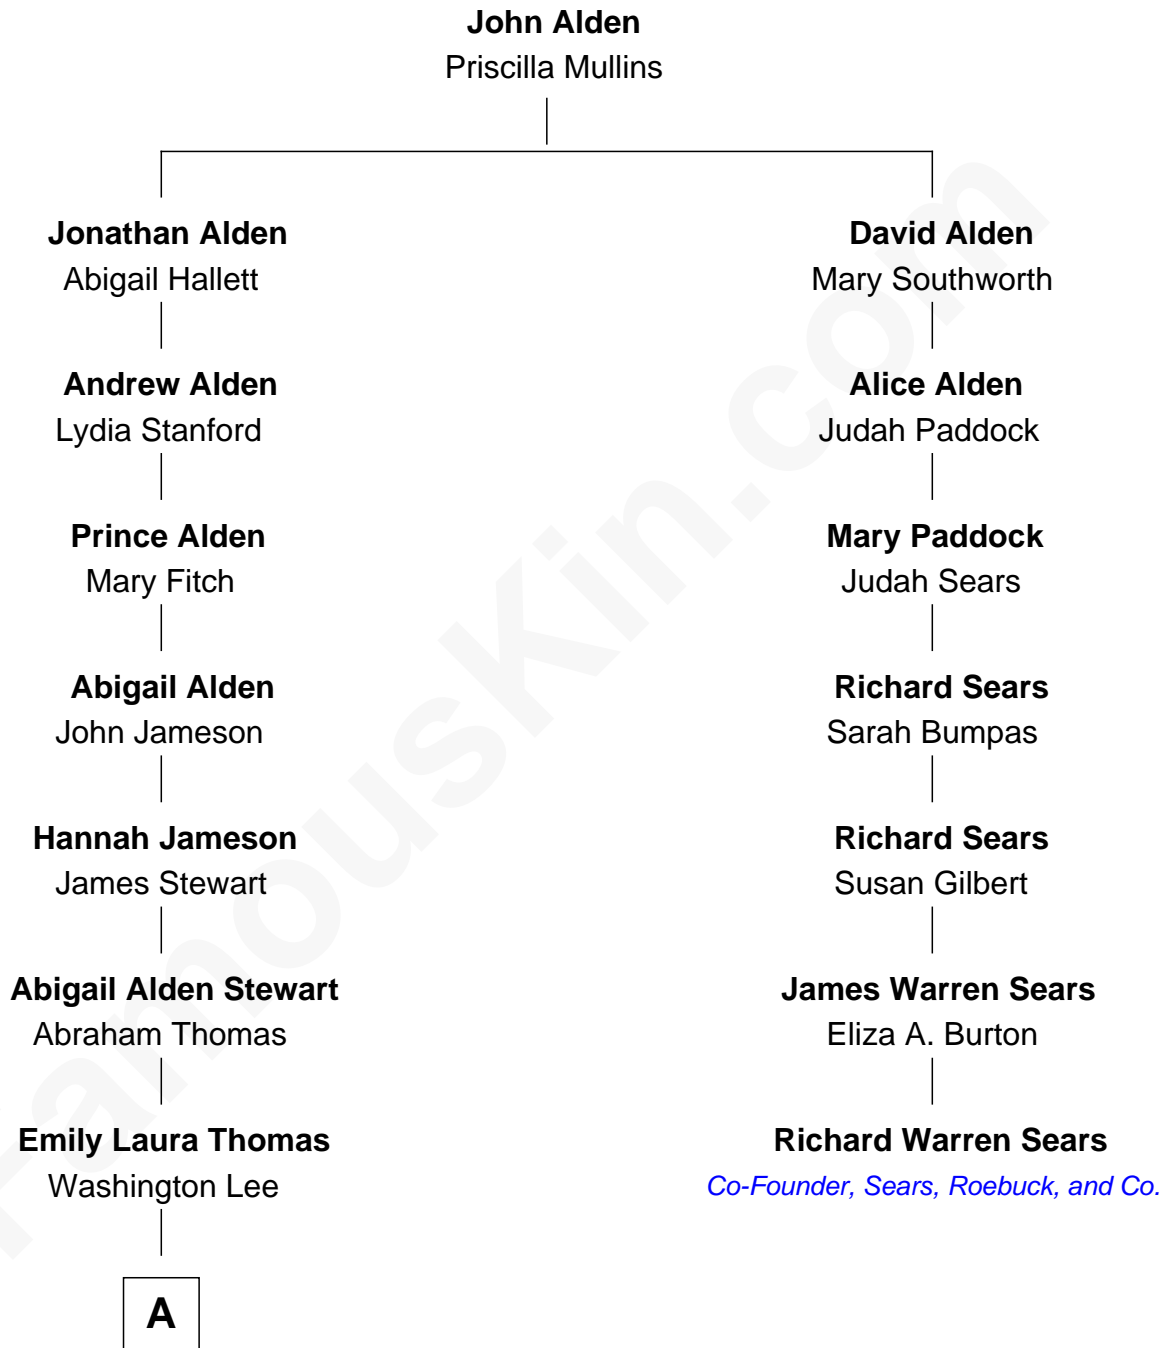 John Alden
Priscilla Mullins
Jonathan Alden
Abigail Hallett
David Alden
Mary Southworth
Andrew Alden
Lydia Stanford
Alice Alden
Judah Paddock
Prince Alden
Mary Fitch
Mary Paddock
Judah Sears
Abigail Alden
John Jameson
Richard Sears
Sarah Bumpas
Hannah Jameson
James Stewart
Richard Sears
Susan Gilbert
Abigail Alden Stewart
Abraham Thomas
James Warren Sears
Eliza A. Burton
Emily Laura Thomas
Washington Lee
Richard Warren Sears
Co-Founder, Sears, Roebuck, and Co.
A
FamousKin.com